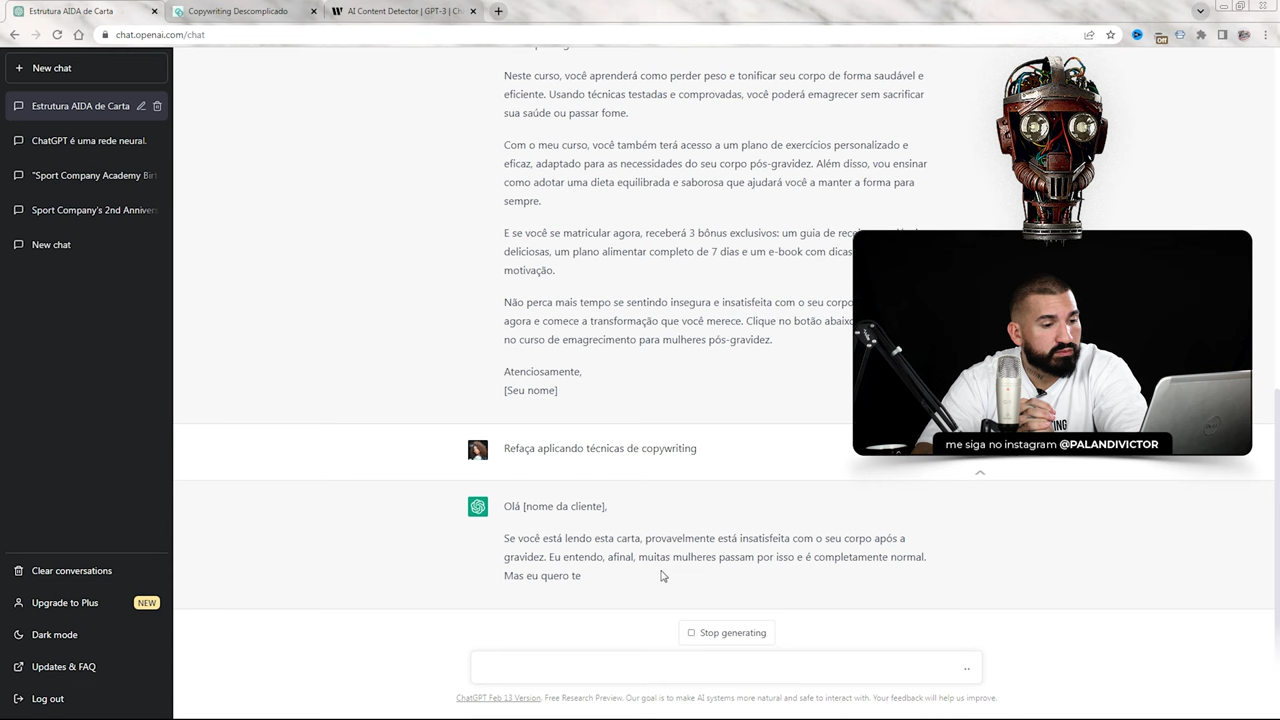 Estrutura AIDA de Carta
Copywriting Descomplicado
AI Content Detector | GPT-3 | Ch
chat.openai.com/chat
Off
New chat
Estrutura AIDA de Carta
ChatGPT é uma rede neural.
"Sport Company Academy Birt
Sport Company's 2nd Annivers
New chat
Clear conversations
Upgrade to Plus
NEW
Dark mode
Updates & FAQ
Log out
Neste curso, você aprenderá como perder peso e tonificar seu corpo de forma saudável e
eficiente. Usando técnicas testadas e comprovadas, você poderá emagrecer sem sacrificar
sua saúde ou passar fome.
Com o meu curso, você também terá acesso a um plano de exercícios personalizado e
eficaz, adaptado para as necessidades do seu corpo pós-gravidez. Além disso, vou ensinar
como adotar uma dieta equilibrada e saborosa que ajudará você a manter a forma para
sempre.
E se você se matricular agora, receberá 3 bônus exclusivos: um guia de
deliciosas, um plano alimentar completo de 7 dias e um e-book com dicas
motivação.
Não perca mais tempo se sentindo insegura e insatisfeita com o seu corpo
agora e comece a transformação que você merece. Clique no botão abaixo
no curso de emagrecimento para mulheres pós-gravidez.
Atenciosamente,
[Seu nome]
Refaça aplicando técnicas de copywriting
Olá [nome da cliente],
Se você está lendo esta carta, provavelmente está insatisfeita com o seu corpo após a
gravidez. Eu entendo, afinal, muitas mulheres passam por isso e é completamente normal.
Mas eu quero te
Stop generating
ChatGPT Feb 13 Version. Free Research Preview. Our goal is to make AI systems more natural and safe to interact with. Your feedback will help us improve.
me siga no instagram @PALANDIVICTOR